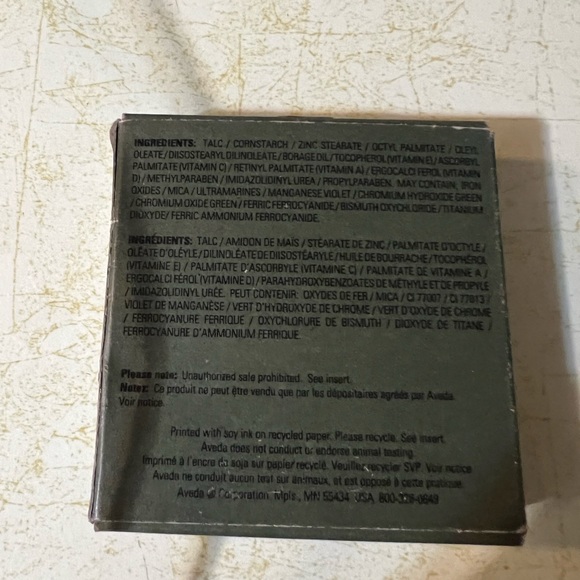 INGREDIENTS: TALC / CORNSTARCH / ZINC STEARATE / OCTYL PALMITATE / OLEYL
OLEATE / DIISOSTEARYL DILINOLEATE / BORAGE OIL / TOCOPHEROL (VITAMIN E) / ASCORBYL
PALMITATE (VITAMIN C) / RETINYL PALMITATE (VITAMIN A) / ERGOCALCIFEROL (VITAMIN
D) / METHYLPARABEN / IMIDAZOLIDINYL UREA / PROPYLPARABEN. MAY CONTAIN: IRON
OXIDES / MICA / ULTRAMARINES / MANGANESE VIOLET / CHROMIUM HYDROXIDE GREEN
/ CHROMIUM OXIDE GREEN / FERRIC FERROCYANIDE / BISMUTH OXYCHLORIDE / TITANIUM
DIOXYDE / FERRIC AMMONIUM FERROCYANIDE.
INGRÉDIENTS: TALC / AMIDON DE MAÏS / STÉARATE DE ZINC / PALMITATE D'OCTYLE /
OLÉATE D'OLÉYLE / DILINOLÉATE DE DIISOSTÉARYLE / HUILE DE BOURRACHE / TOCOPHÉROL
(VITAMINE E) / PALMITATE D'ASCORBYLE (VITAMINE C) / PALMITATE DE VITAMINE A /
ERGOCALCIFÉROL (VITAMINE D) / PARAHYDROXYBENZOATES DE MÉTHYLE ET DE PROPYLE
/ IMIDAZOLIDINYL URÉE. PEUT CONTENIR: OXYDES DE FER / MICA / CI 77007 / CI 77013 /
VIOLET DE MANGANÈSE / VERT D'HYDROXYDE DE CHROME / VERT D'OXYDE DE CHROME
/ FERROCYANURE FERRIQUE / OXYCHLORURE DE BISMUTH / DIOXYDE DE TITANE /
FERROCYANURE D'AMMONIUM FERRIQUE.
Please note: Unauthorized sale prohibited. See insert.
Notez: Ce produit ne peut être vendu que par les dépositaires agréés par Aveda.
Voir notice.
Printed with soy ink on recycled paper. Please recycle. See insert.
Aveda does not conduct or endorse animal testing.
Imprimé à l'encre de soja sur papier recyclé. Veuillez recycler SVP. Voir notice
Aveda ne conduit aucun test sur animaux, et est opposé à cette pratique.
Aveda Corporation, Mpls., MN 55434 USA 800-328-0849